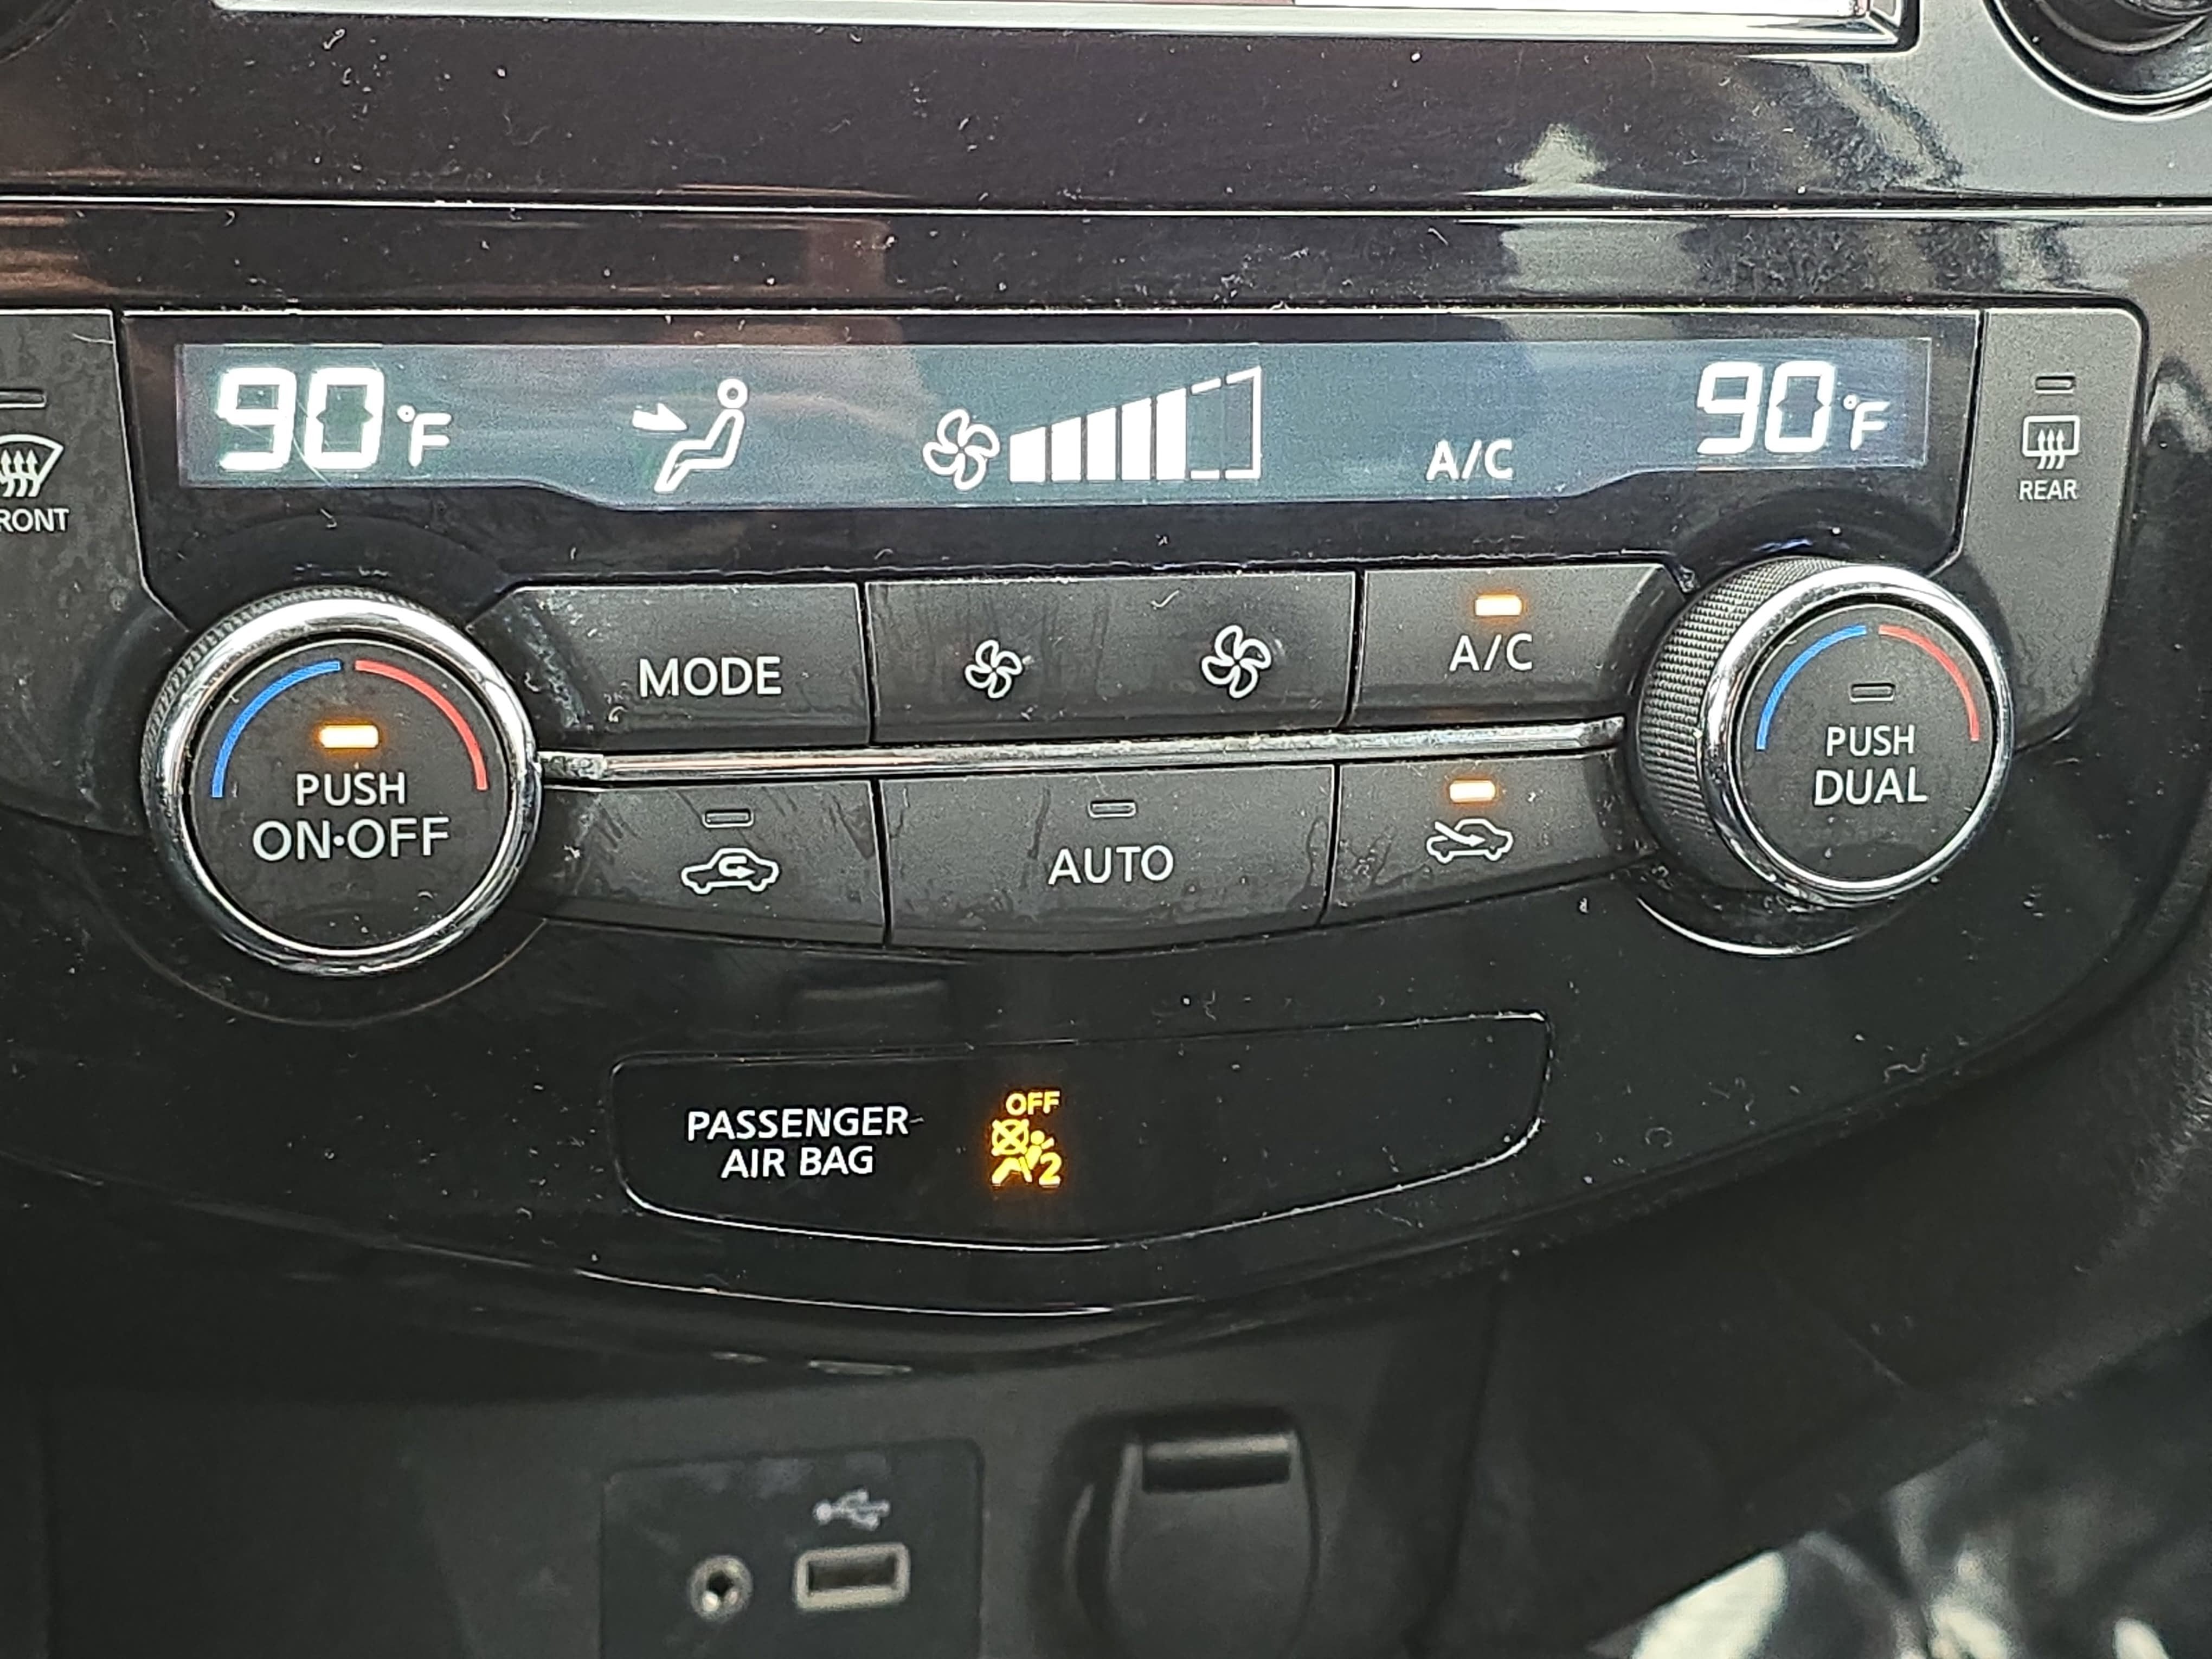 90°F
A/C
90°F
RONT
REAR
MODE
A/C
PUSH
ON•OFF
AUTO
PUSH
DUAL
PASSENGER
AIR BAG
OFF
2